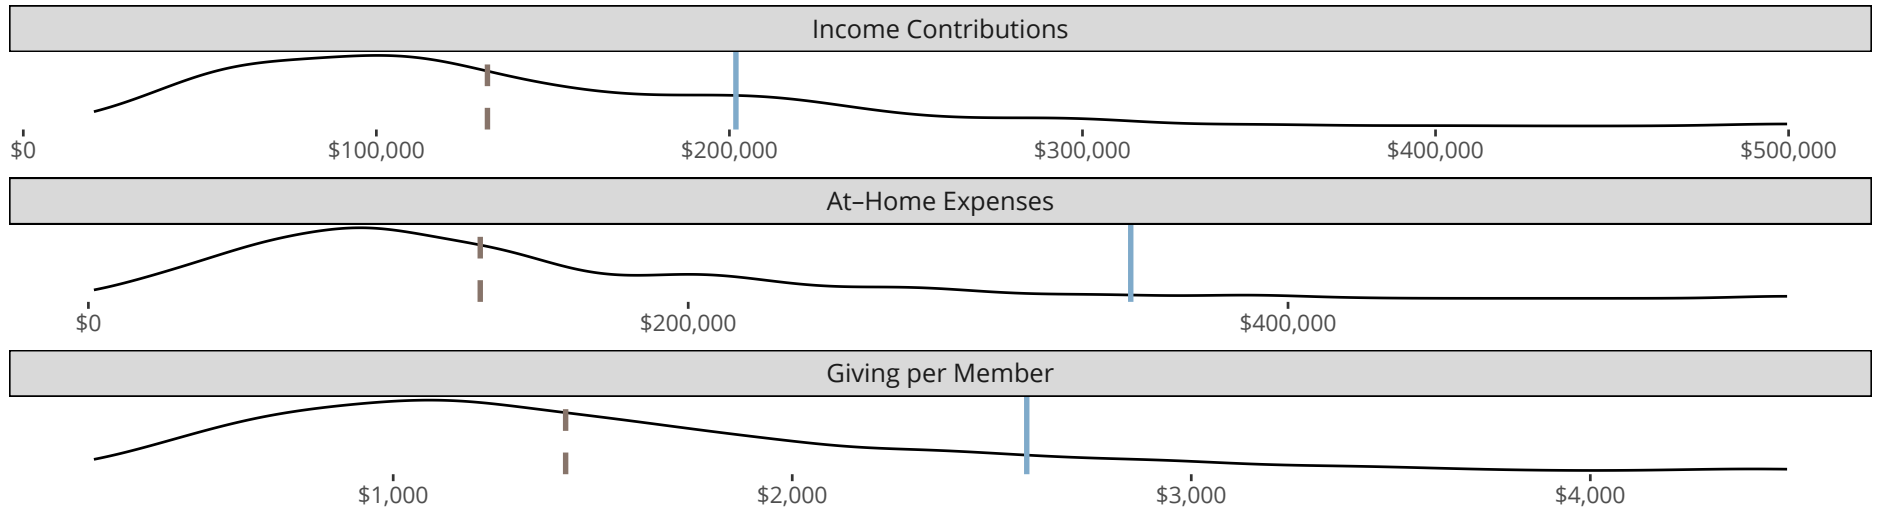 Income Contributions
$0 $100,000 $200,000 $300,000 $400,000 $500,000
At–Home Expenses
$0 $200,000 $400,000
Giving per Member
$1,000 $2,000 $3,000 $4,000